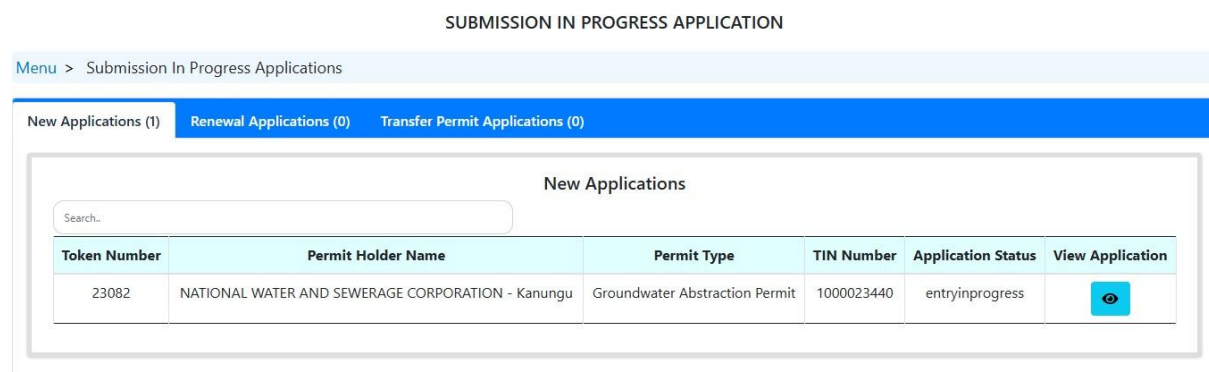 SUBMISSION IN PROGRESS APPLICATION
Menu > Submission In Progress Applications
New Applications (1) Renewal Applications (0) Transfer Permit Applications (0)
New Applications
Search..
Token Number Permit Holder Name Permit Type TIN Number Application Status View Application
23082 NATIONAL WATER AND SEWERAGE CORPORATION - Kanungu Groundwater Abstraction Permit 1000023440 entryinprogress